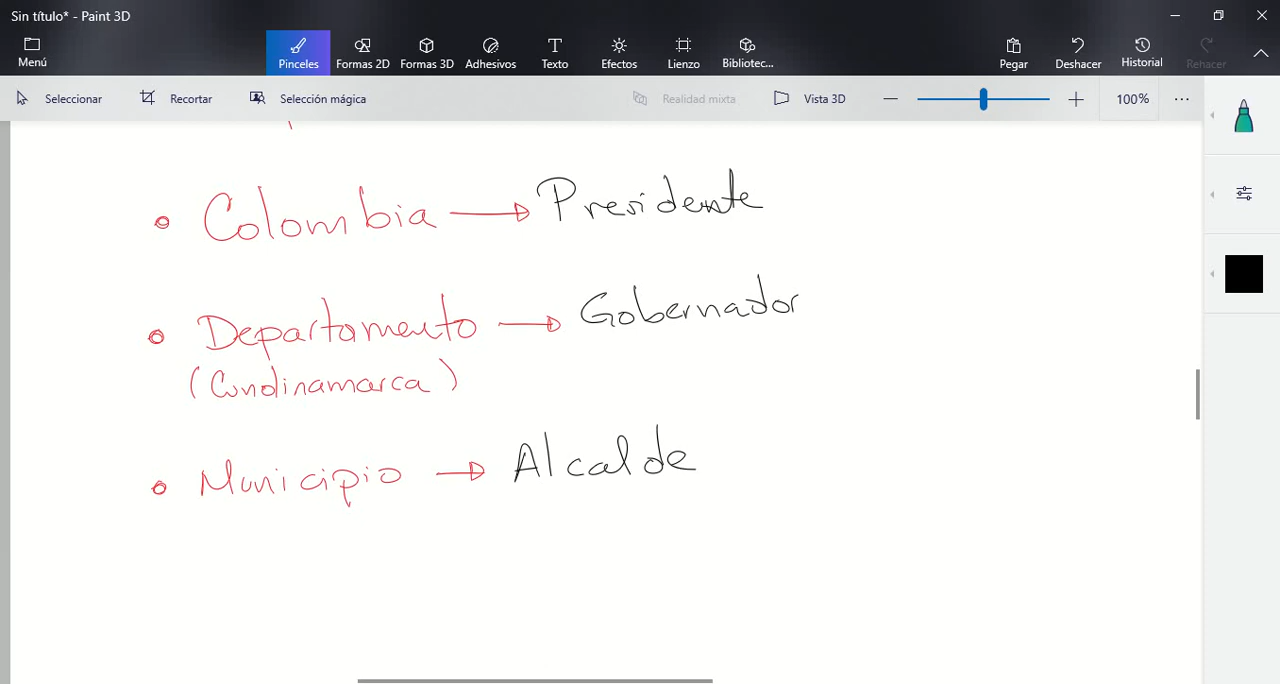 Sin título* - Paint 3D
Menú
Pinceles
Formas 2D
Formas 3D
Adhesivos
Texto
Efectos
Lienzo
Bibliotec...
Pegar
Deshacer
Historial
Rehacer
Seleccionar
Recortar
Selección mágica
Realidad mixta
Vista 3D
100%
Colombia → Presidente
Departamento → Gobernador
(Cundinamarca)
Municipio → Alcalde